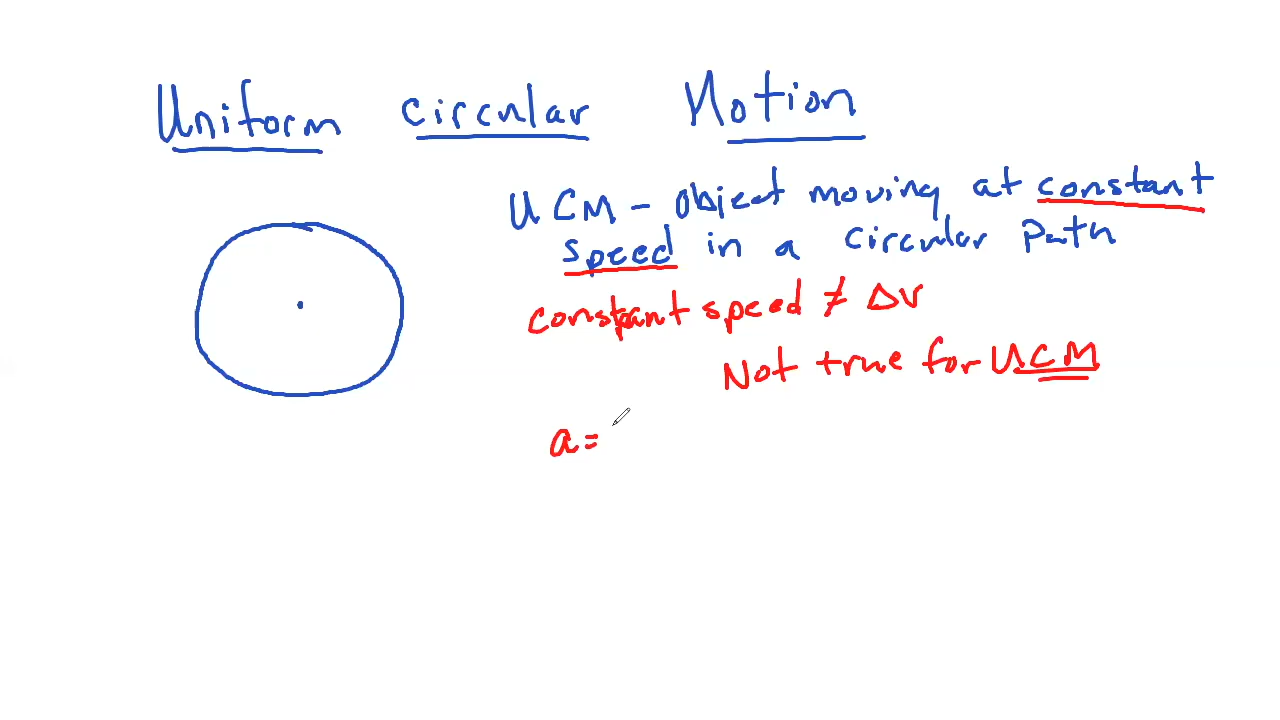 Uniform circular Motion
UCM - object moving at constant
speed in a circular path
constant speed ≠ Δv
Not true for UCM
a=